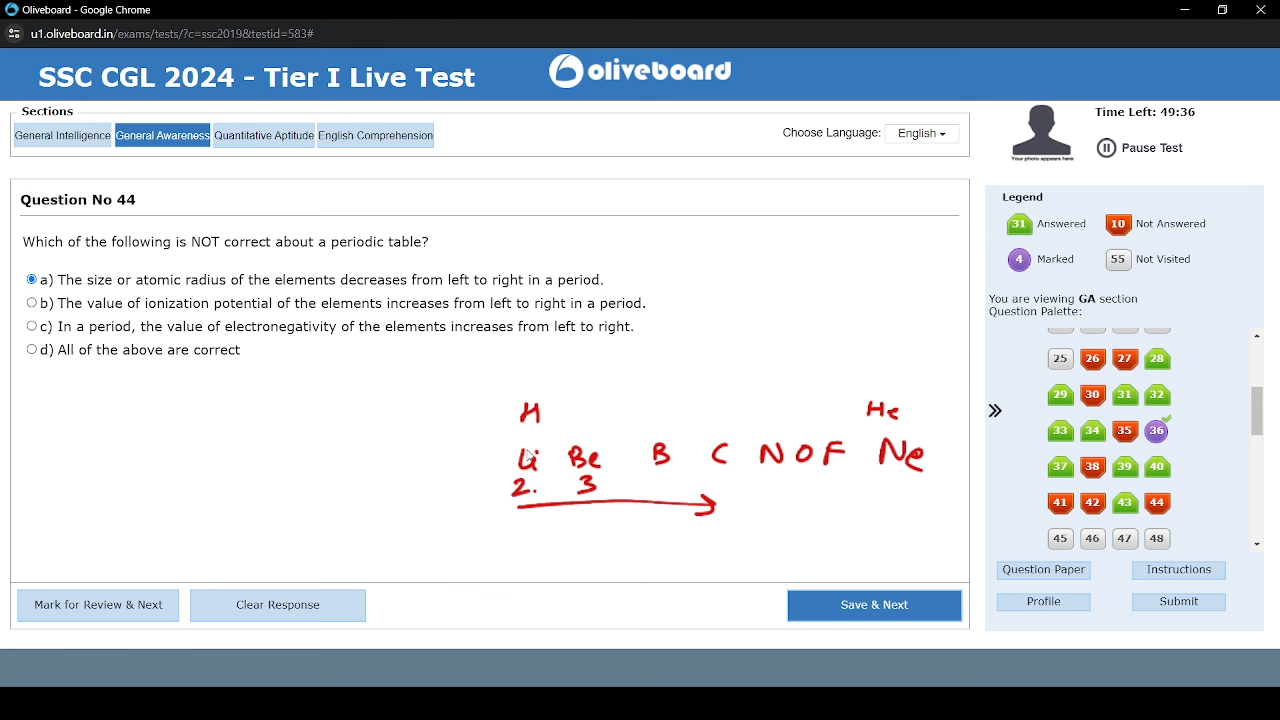 Oliveboard - Google Chrome
u1.oliveboard.in/exams/tests/?c=ssc2019&testid=583#
SSC CGL 2024 - Tier I Live Test
oliveboard
Sections
General Intelligence General Awareness Quantitative Aptitude English Comprehension
Choose Language: English
Your photo appears here
Time Left: 49:36
Pause Test
Question No 44
Which of the following is NOT correct about a periodic table?
a) The size or atomic radius of the elements decreases from left to right in a period.
b) The value of ionization potential of the elements increases from left to right in a period.
c) In a period, the value of electronegativity of the elements increases from left to right.
d) All of the above are correct
H He
Li Be B C N O F Ne
2. 3
Mark for Review & Next Clear Response Save & Next
Legend
31 Answered 10 Not Answered
4 Marked 55 Not Visited
You are viewing GA section
Question Palette:
25 26 27 28
29 30 31 32
33 34 35 36
37 38 39 40
41 42 43 44
45 46 47 48
Question Paper Instructions
Profile Submit